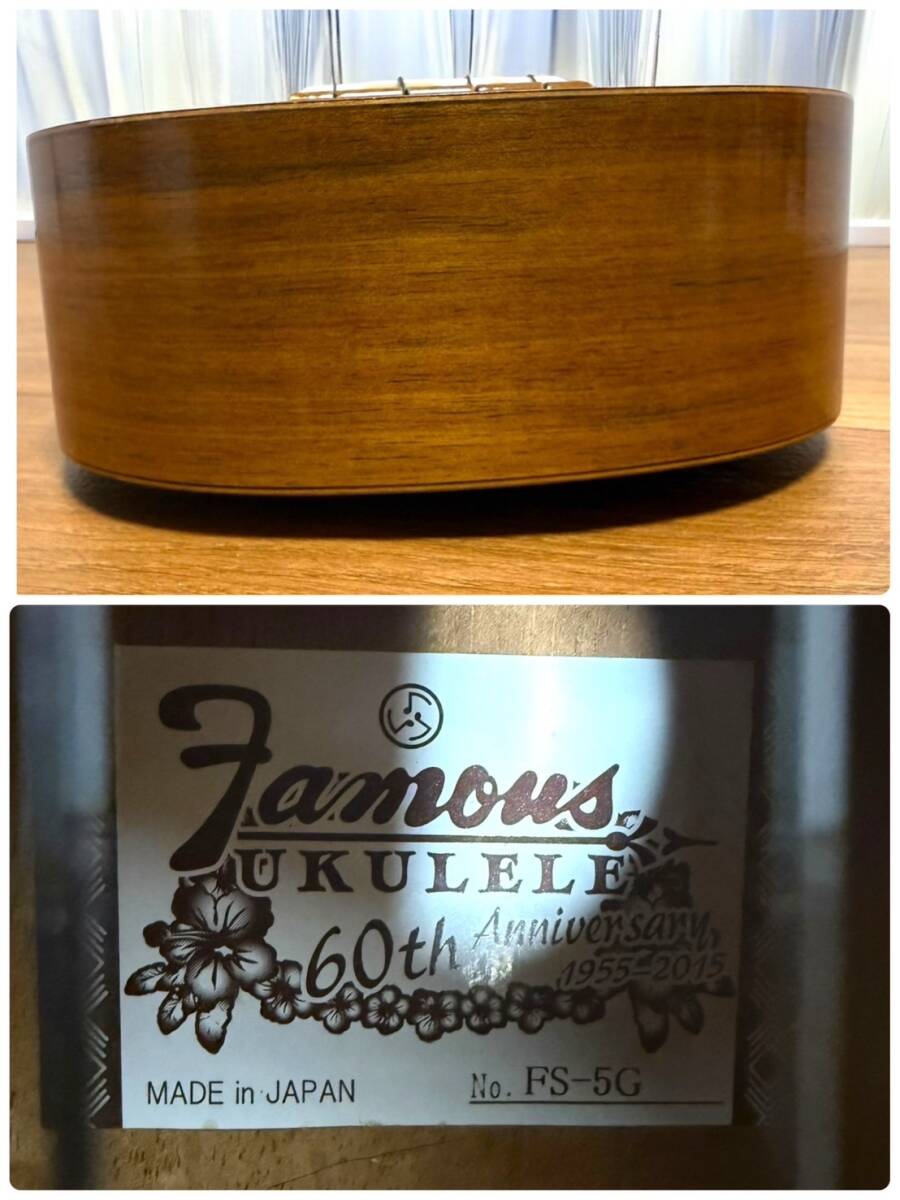 Famous
UKULELE
60th Anniversary
1955-2015
MADE in JAPAN No. FS-5G